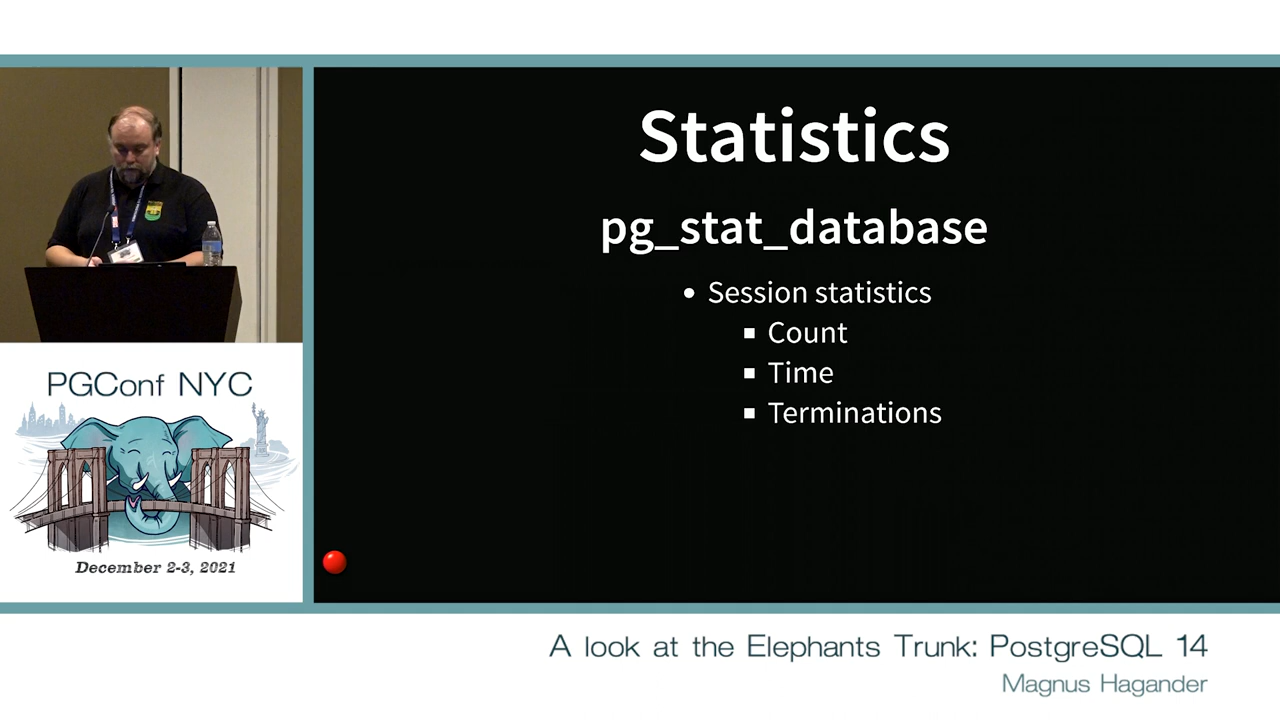 Statistics
pg_stat_database
Session statistics
Count
Time
Terminations
PGConf NYC
December 2-3, 2021
A look at the Elephants Trunk: PostgreSQL 14
Magnus Hagander